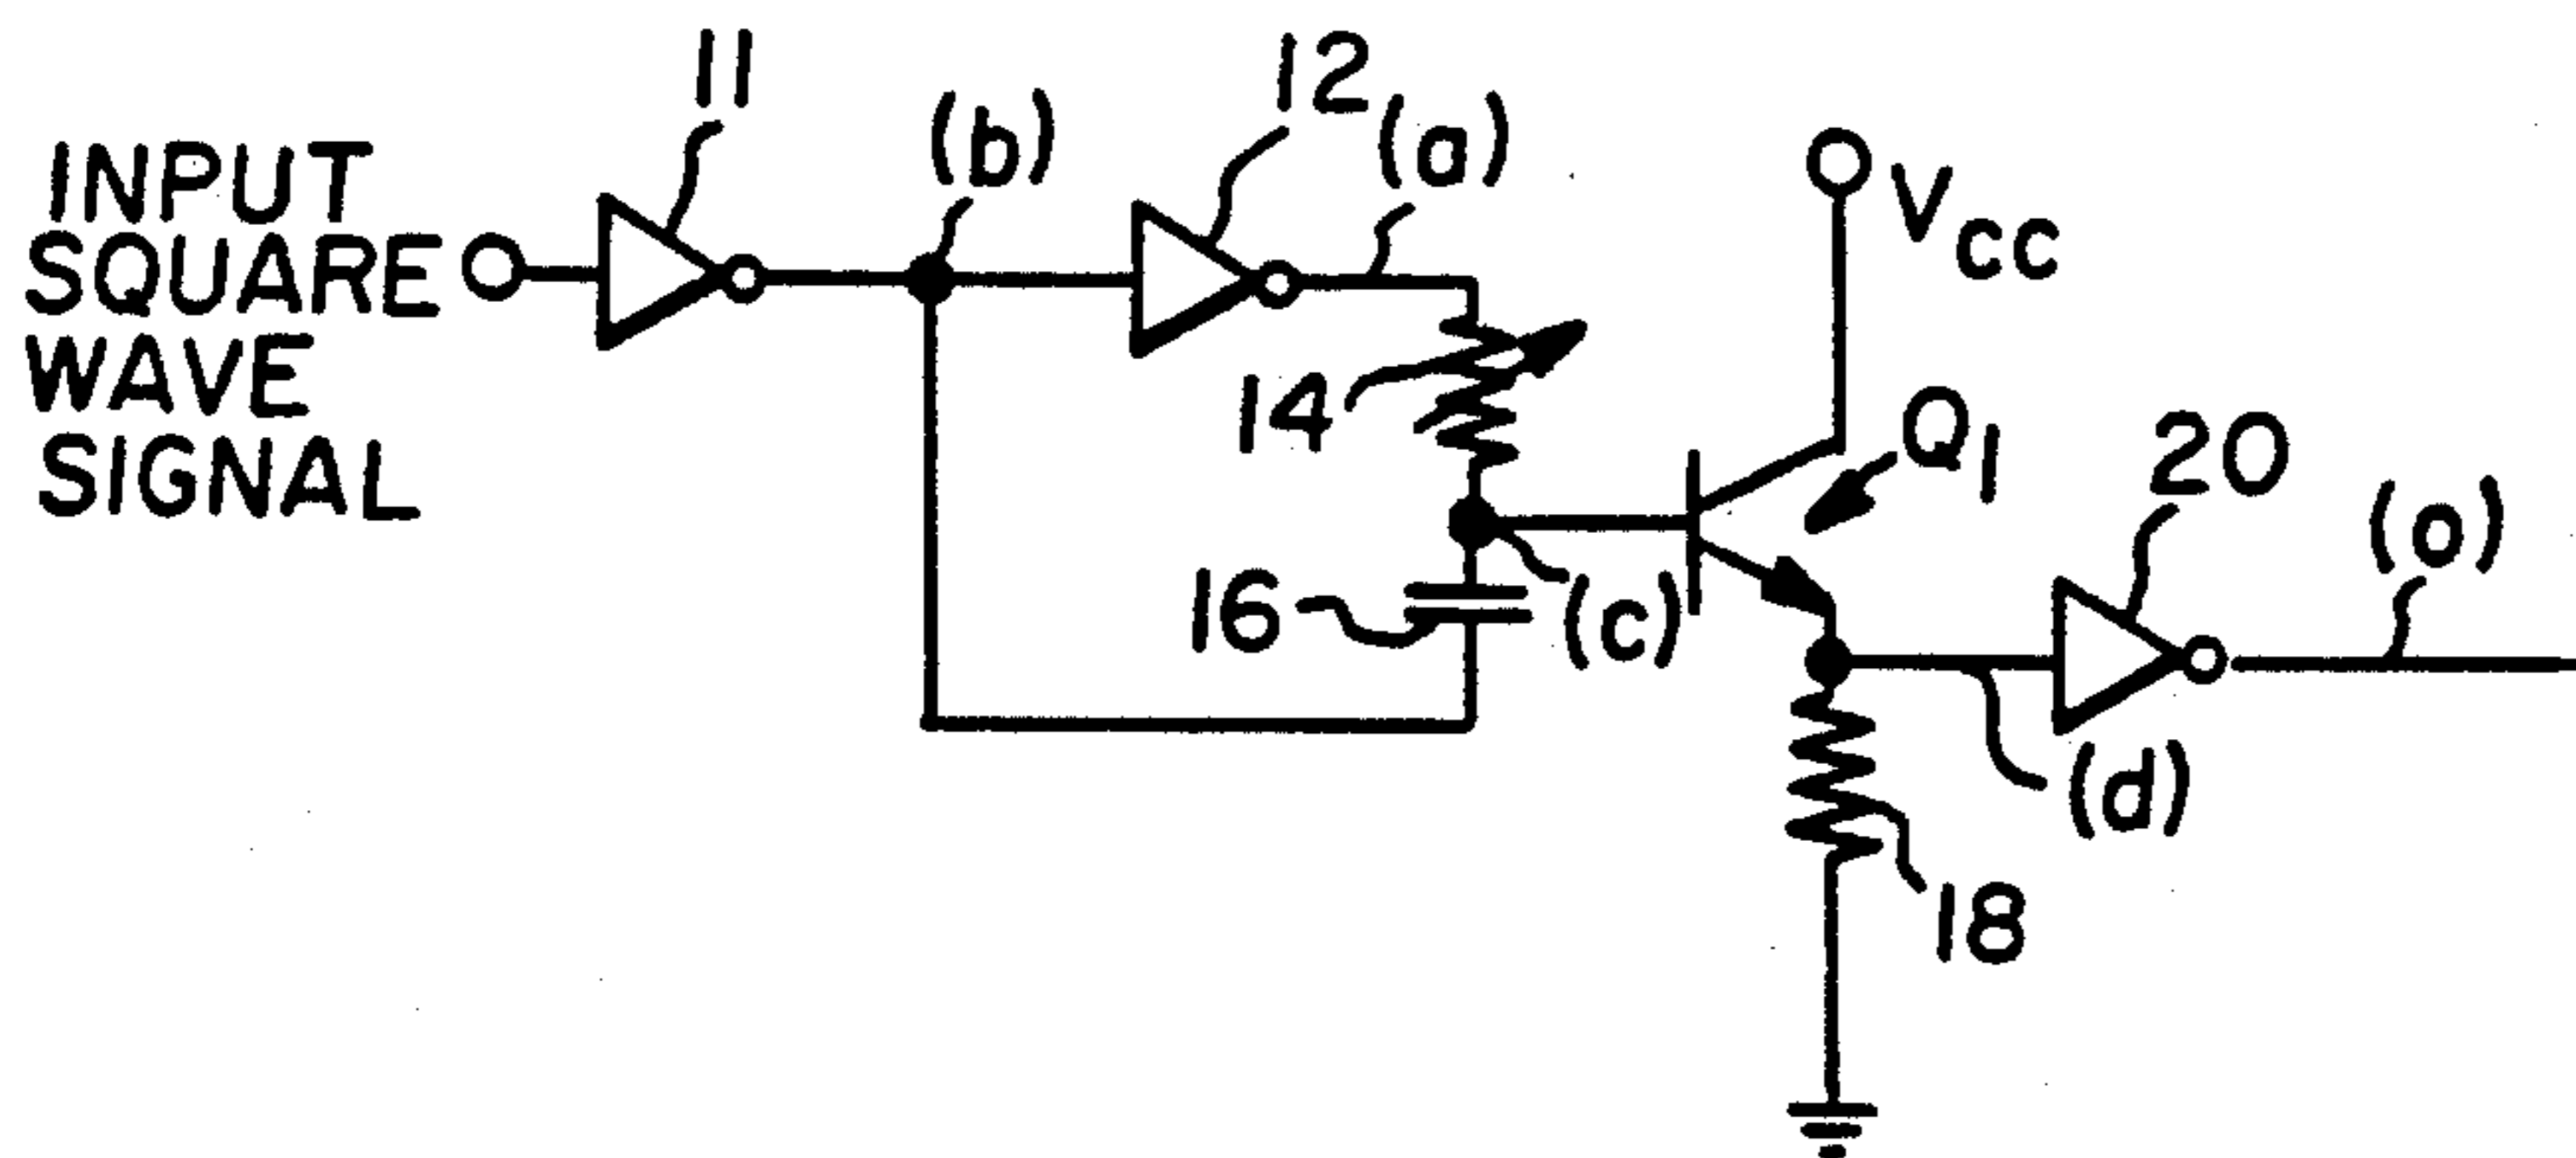 INPUT
SQUARE
WAVE
SIGNAL
11
(b)
12
(a)
14
16
(c)
VCC
Q1
20
(o)
(d)
18